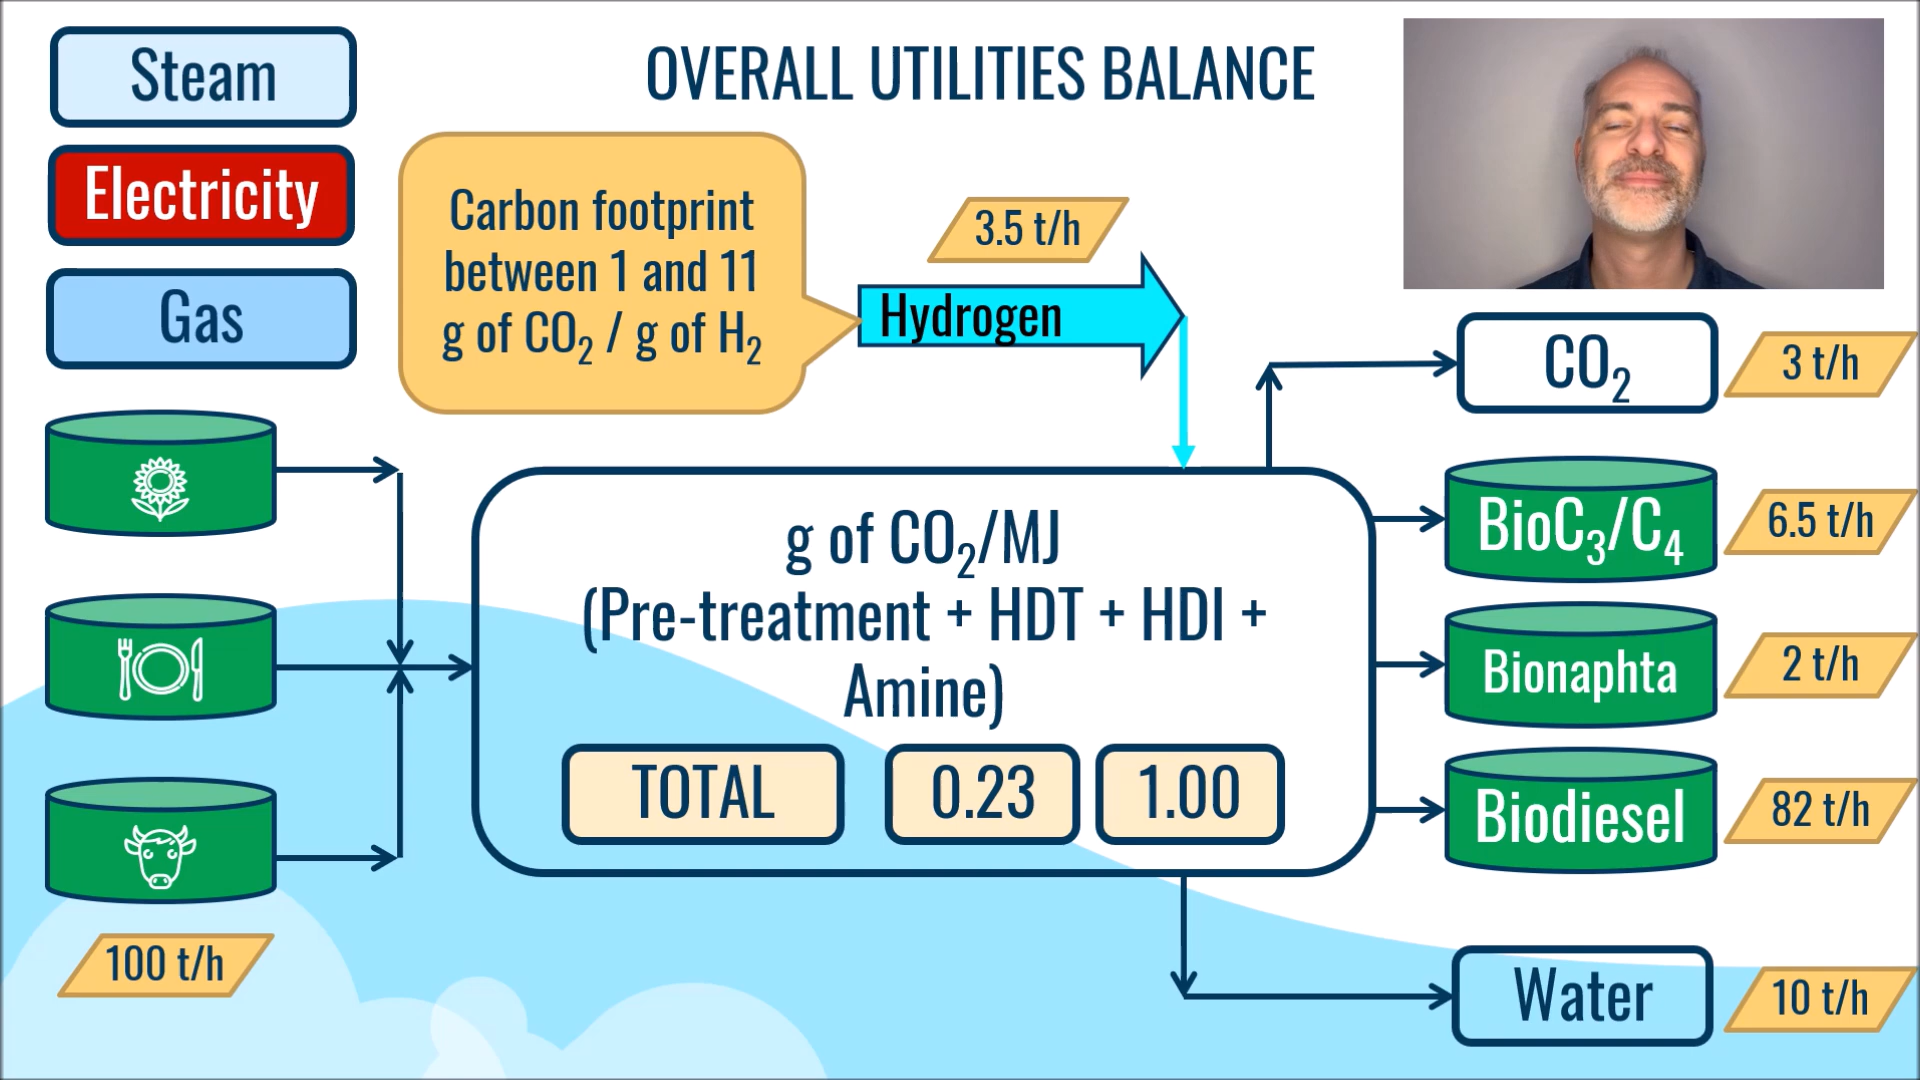 Steam
OVERALL UTILITIES BALANCE
Electricity
Gas
Carbon footprint
between 1 and 11
g of CO₂ / g of H₂
3.5 t/h
Hydrogen
CO₂
3 t/h
g of CO₂/MJ
(Pre-treatment + HDT + HDI +
Amine)
TOTAL
0.23
1.00
BioC₃/C₄
6.5 t/h
Bionaphta
2 t/h
Biodiesel
82 t/h
100 t/h
Water
10 t/h